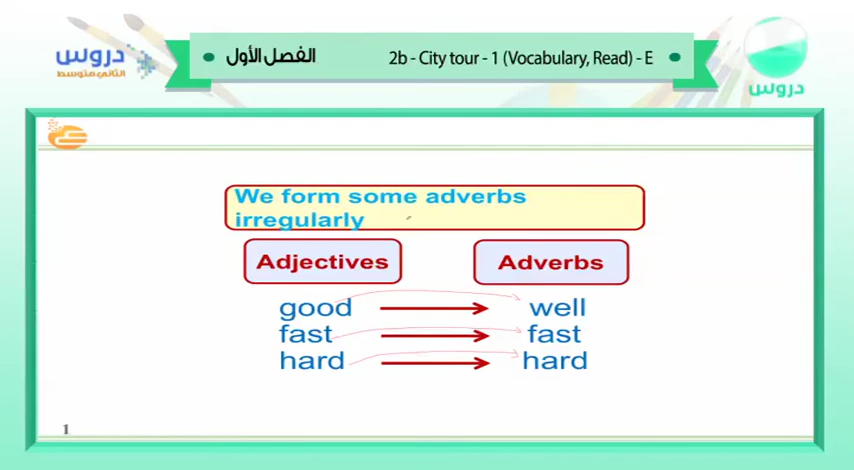 دروس
الثاني متوسط
الفصل الأول
2b - City tour - 1 (Vocabulary, Read) - E
دروس
We form some adverbs
irregularly
Adjectives
Adverbs
good
well
fast
fast
hard
hard
1